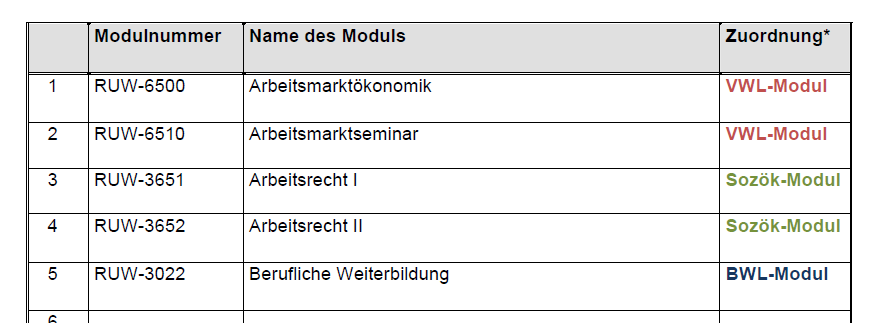 Modulnummer Name des Moduls Zuordnung*
1 RUW-6500 Arbeitsmarktökonomik VWL-Modul
2 RUW-6510 Arbeitsmarktseminar VWL-Modul
3 RUW-3651 Arbeitsrecht I Sozök-Modul
4 RUW-3652 Arbeitsrecht II Sozök-Modul
5 RUW-3022 Berufliche Weiterbildung BWL-Modul
6